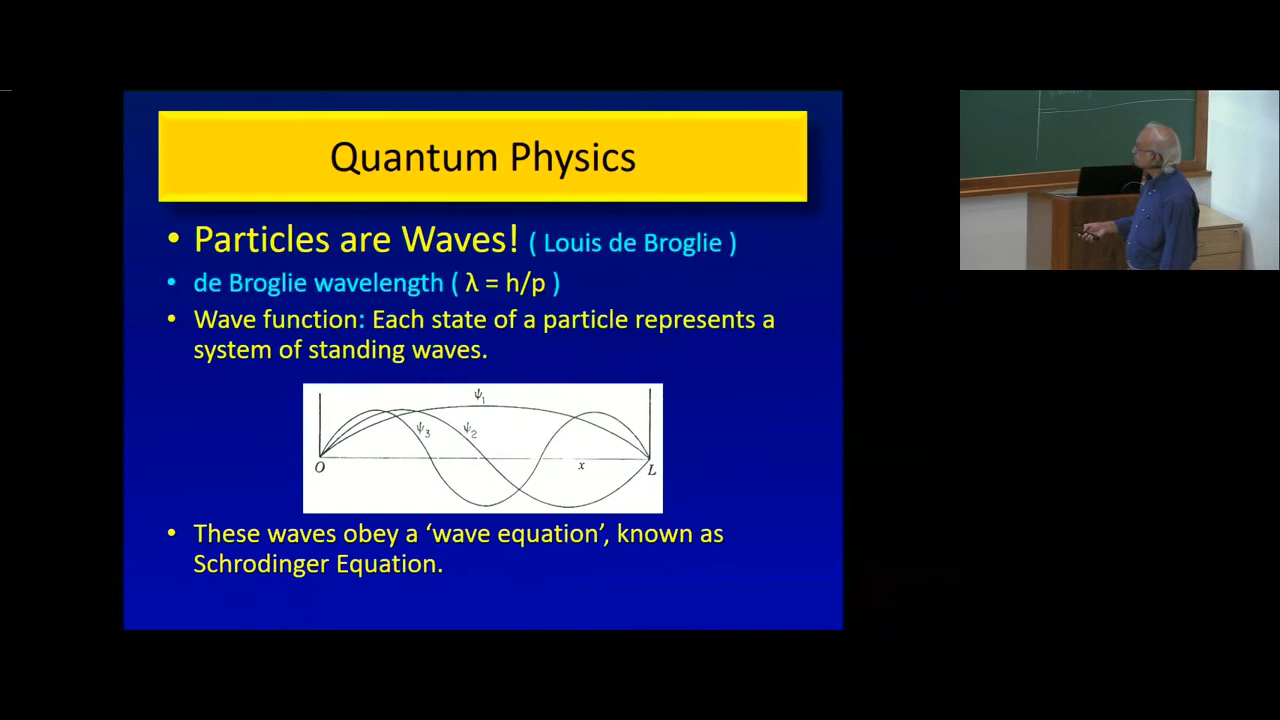 Quantum Physics
• Particles are Waves! ( Louis de Broglie )
• de Broglie wavelength ( λ = h/p )
• Wave function: Each state of a particle represents a
system of standing waves.
ψ1
ψ3 ψ2
O x L
• These waves obey a ‘wave equation’, known as
Schrodinger Equation.